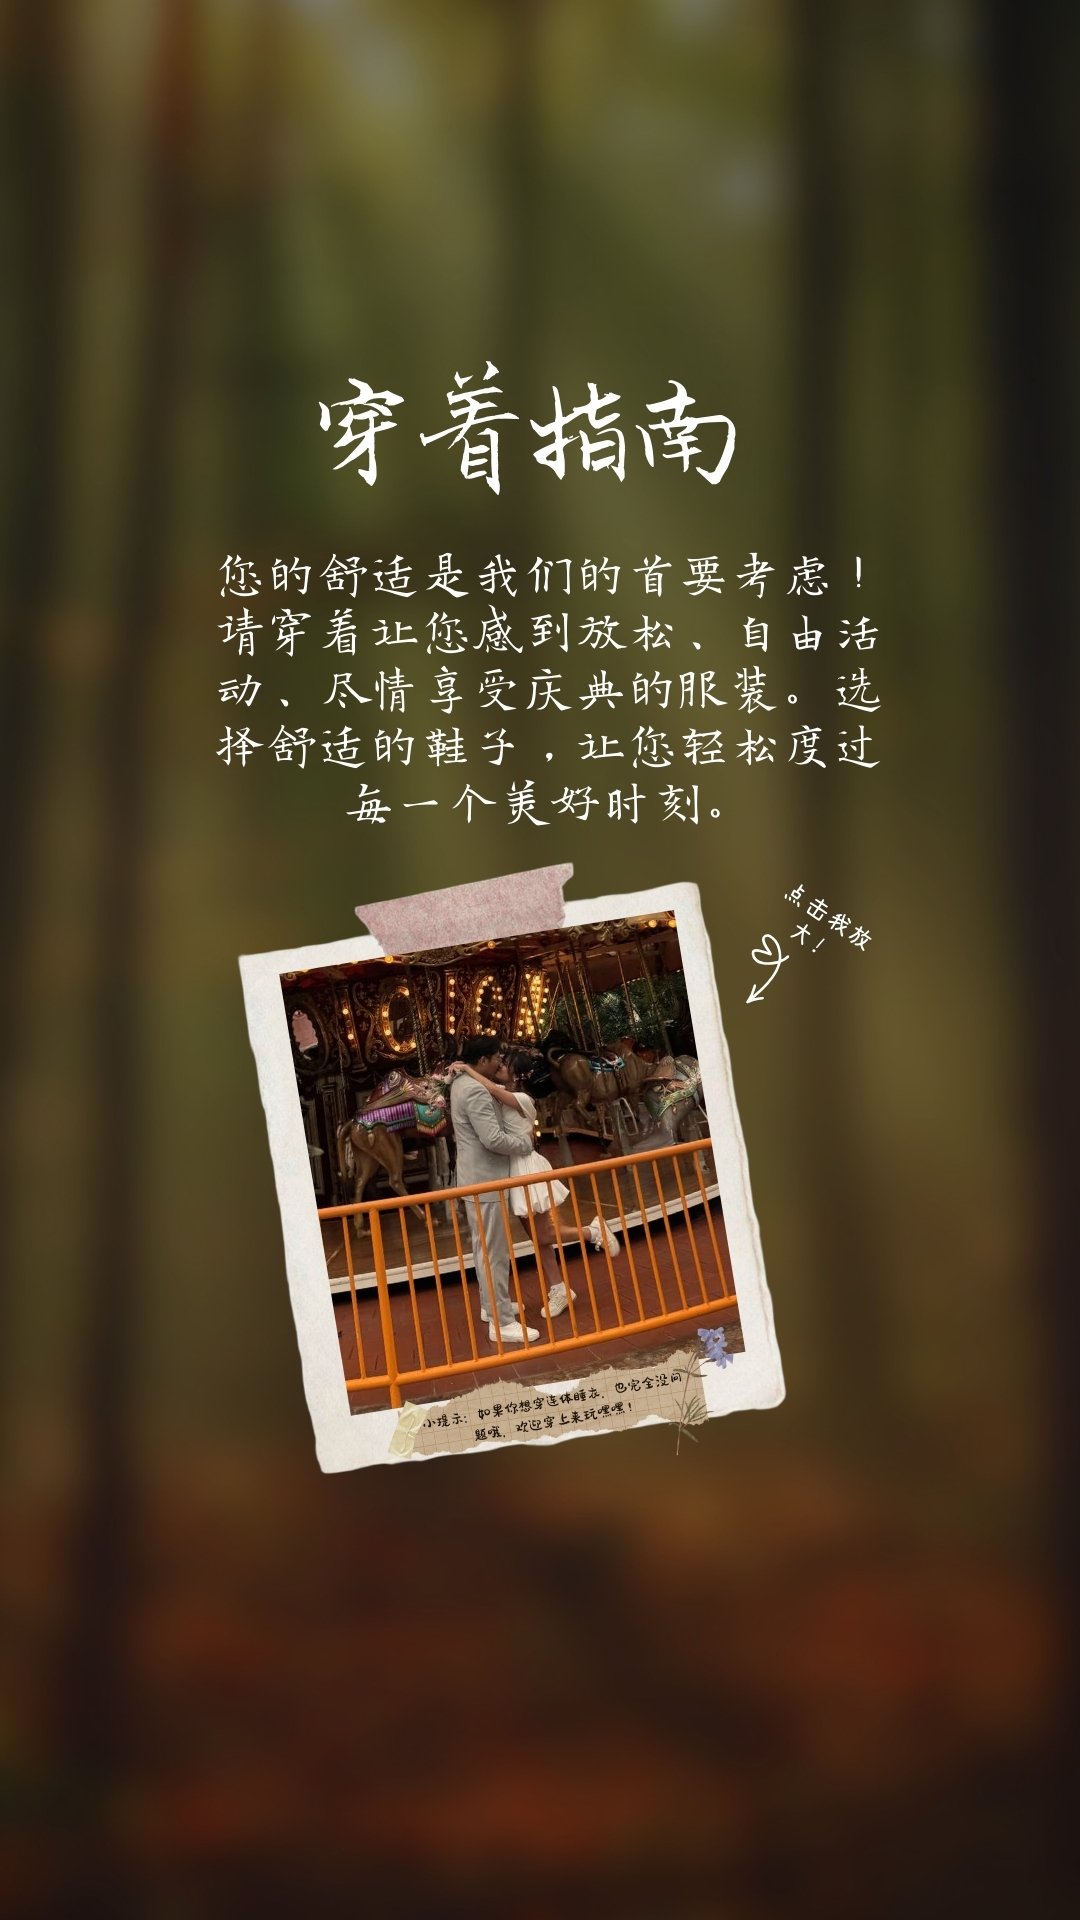 穿着指南
您的舒适是我们的首要考虑！
请穿着让您感到放松、自由活
动、尽情享受庆典的服装。选
择舒适的鞋子，让您轻松度过
每一个美好时刻。
点击我放
大！
小提示：如果你想穿连体睡衣，也完全没问
题哦，欢迎穿上来玩嘿嘿！